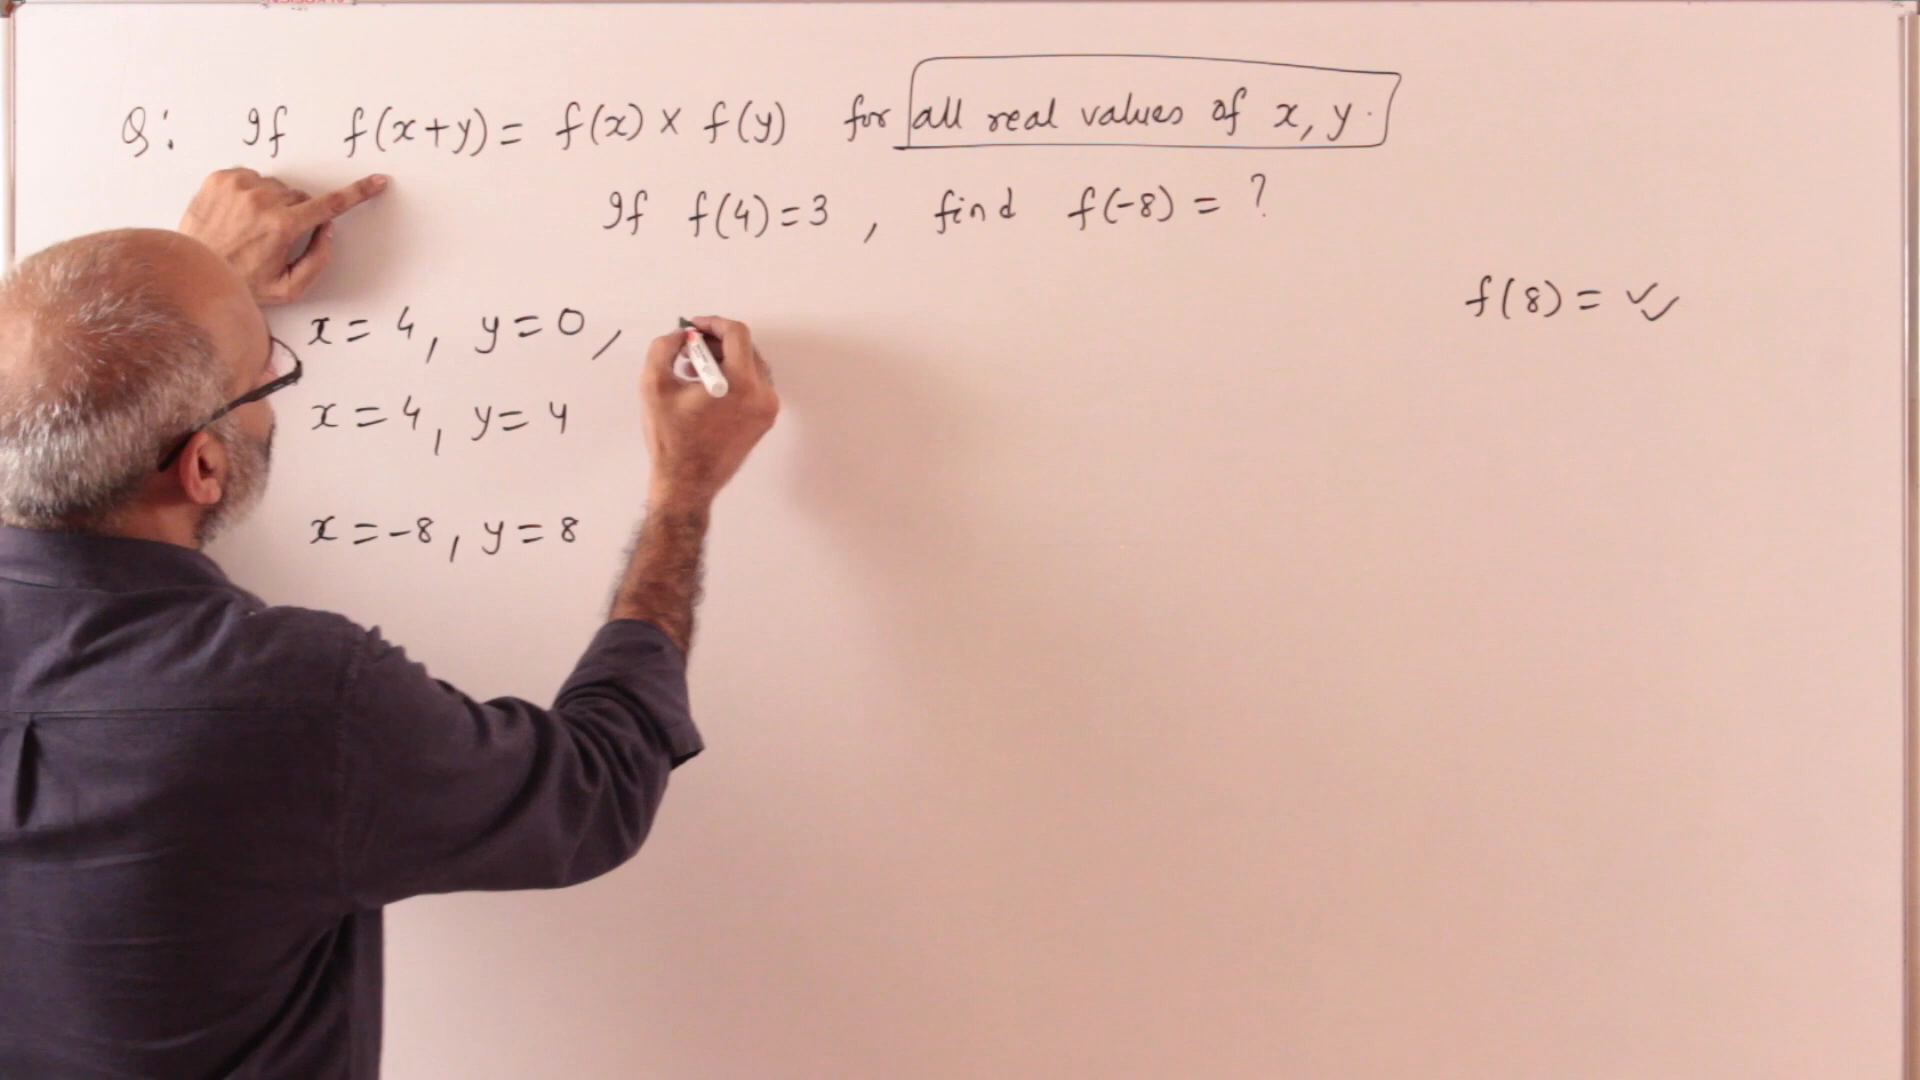 Q: If f(x+y) = f(x) × f(y) for all real values of x, y.
If f(4) = 3 , find f(-8) = ?
f(8) = ✓✓
x = 4, y = 0,
x = 4, y = 4
x = -8, y = 8